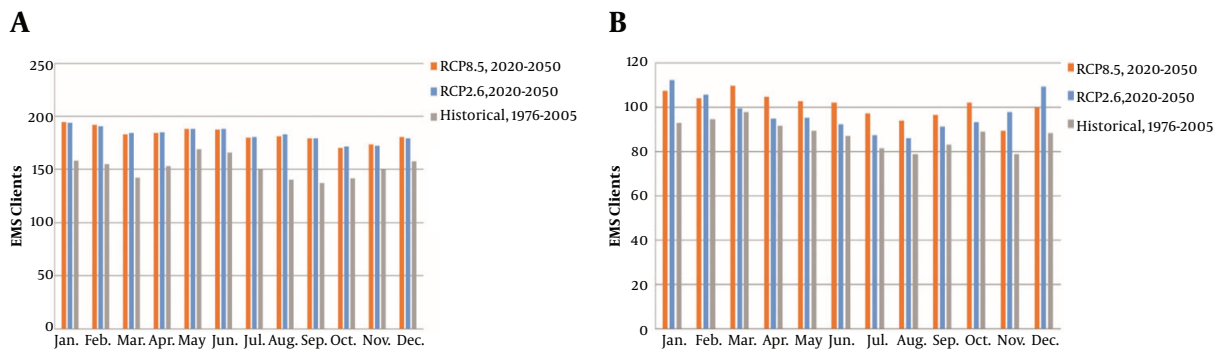 A
250
200
150
100
50
0
EMS Clients
Jan. Feb. Mar. Apr. May Jun. Jul. Aug. Sep. Oct. Nov. Dec.
RCP8.5, 2020-2050
RCP2.6,2020-2050
Historical, 1976-2005
B
120
100
80
60
40
20
0
EMS Clients
Jan. Feb. Mar. Apr. May Jun. Jul. Aug. Sep. Oct. Nov. Dec.
RCP8.5, 2020-2050
RCP2.6,2020-2050
Historical, 1976-2005